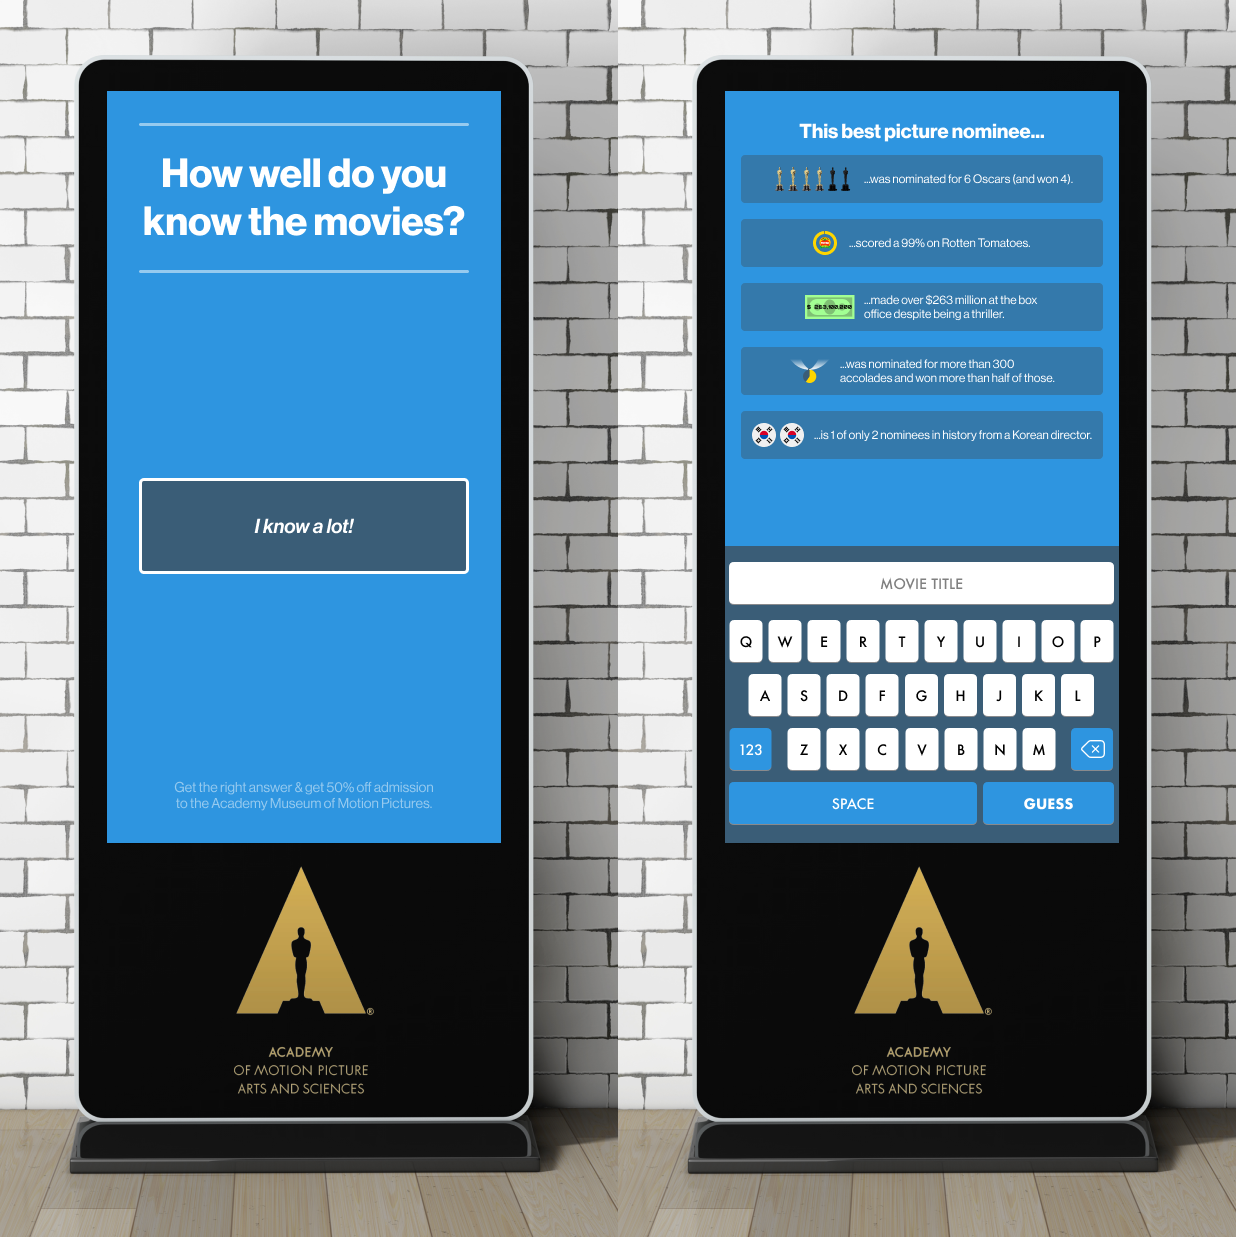 How well do you
know the movies?
I know a lot!
Get the right answer & get 50% off admission
to the Academy Museum of Motion Pictures.
ACADEMY
OF MOTION PICTURE
ARTS AND SCIENCES
This best picture nominee...
...was nominated for 6 Oscars (and won 4).
...scored a 99% on Rotten Tomatoes.
$ 263,100,000
...made over $263 million at the box
office despite being a thriller.
...was nominated for more than 300
accolades and won more than half of those.
...is 1 of only 2 nominees in history from a Korean director.
MOVIE TITLE
Q W E R T Y U I O P
A S D F G H J K L
123 Z X C V B N M
SPACE GUESS
ACADEMY
OF MOTION PICTURE
ARTS AND SCIENCES